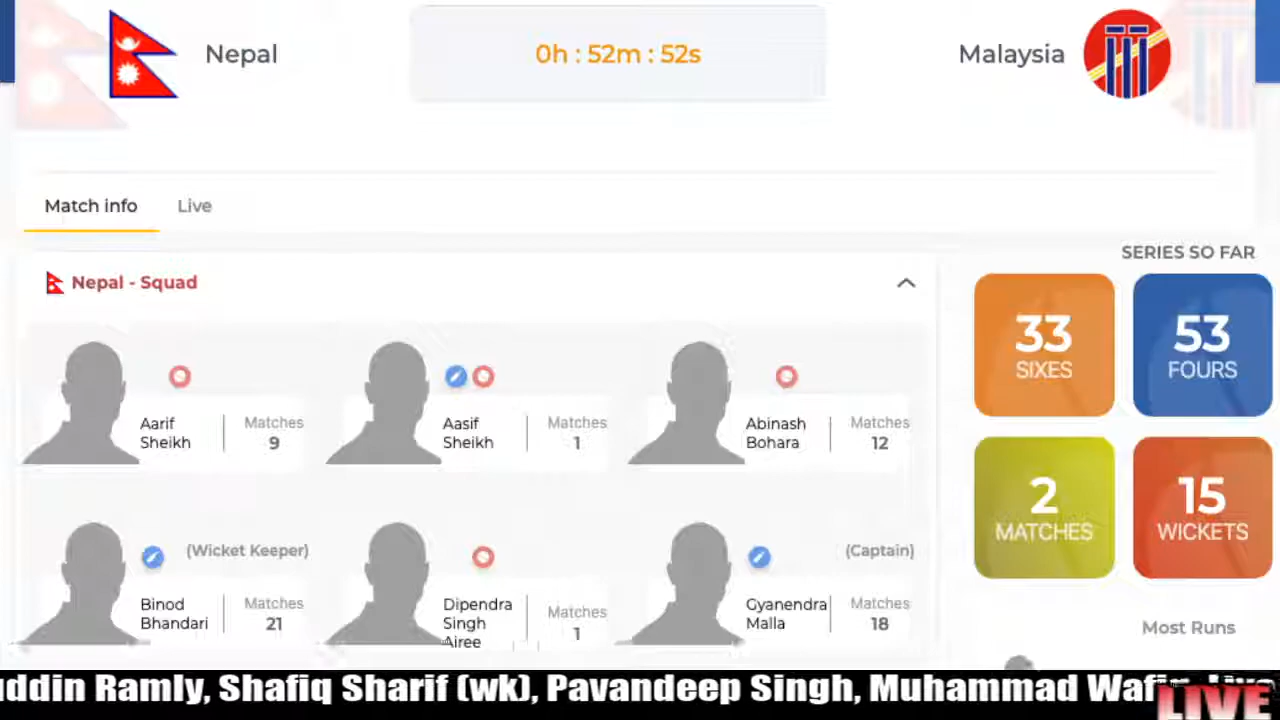 Nepal
0h : 52m : 52s
Malaysia
Match info
Live
SERIES SO FAR
Nepal - Squad
33
SIXES
53
FOURS
Aarif
Sheikh
Matches
9
Aasif
Sheikh
Matches
1
Abinash
Bohara
Matches
12
2
MATCHES
15
WICKETS
(Wicket Keeper)
Binod
Bhandari
Matches
21
Dipendra
Singh
Airee
Matches
1
(Captain)
Gyanendra
Malla
Matches
18
Most Runs
uddin Ramly, Shafiq Sharif (wk), Pavandeep Singh, Muhammad
LIVE